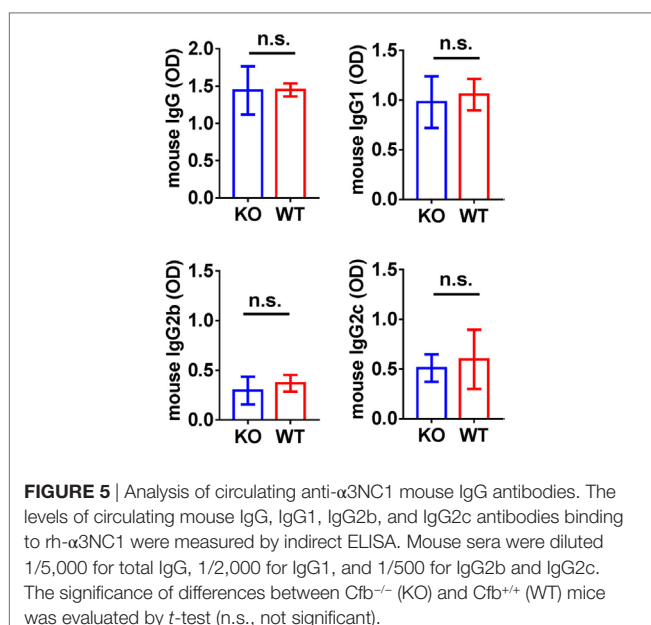 n.s.
mouse IgG (OD)
2.0
1.5
1.0
0.5
0.0
KO WT
n.s.
mouse IgG1 (OD)
1.5
1.0
0.5
0.0
KO WT
n.s.
mouse IgG2b (OD)
1.5
1.0
0.5
0.0
KO WT
n.s.
mouse IgG2c (OD)
1.5
1.0
0.5
0.0
KO WT
FIGURE 5 | Analysis of circulating anti-α3NC1 mouse IgG antibodies. The
levels of circulating mouse IgG, IgG1, IgG2b, and IgG2c antibodies binding
to rh-α3NC1 were measured by indirect ELISA. Mouse sera were diluted
1/5,000 for total IgG, 1/2,000 for IgG1, and 1/500 for IgG2b and IgG2c.
The significance of differences between Cfb⁻/⁻ (KO) and Cfb⁺/⁺ (WT) mice
was evaluated by t-test (n.s., not significant).